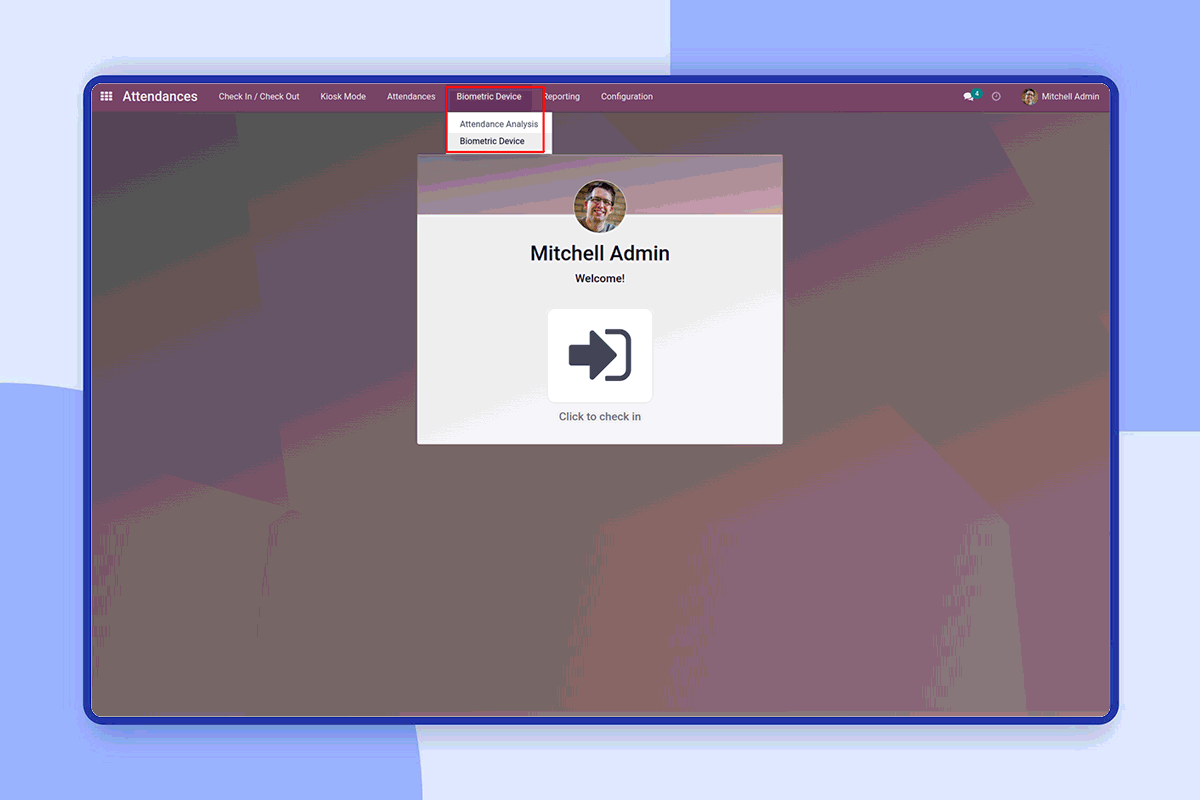 Attendances Check In / Check Out Kiosk Mode Attendances Biometric Device Reporting Configuration 4 Mitchell Admin
Attendance Analysis
Biometric Device
Mitchell Admin
Welcome!
Click to check in